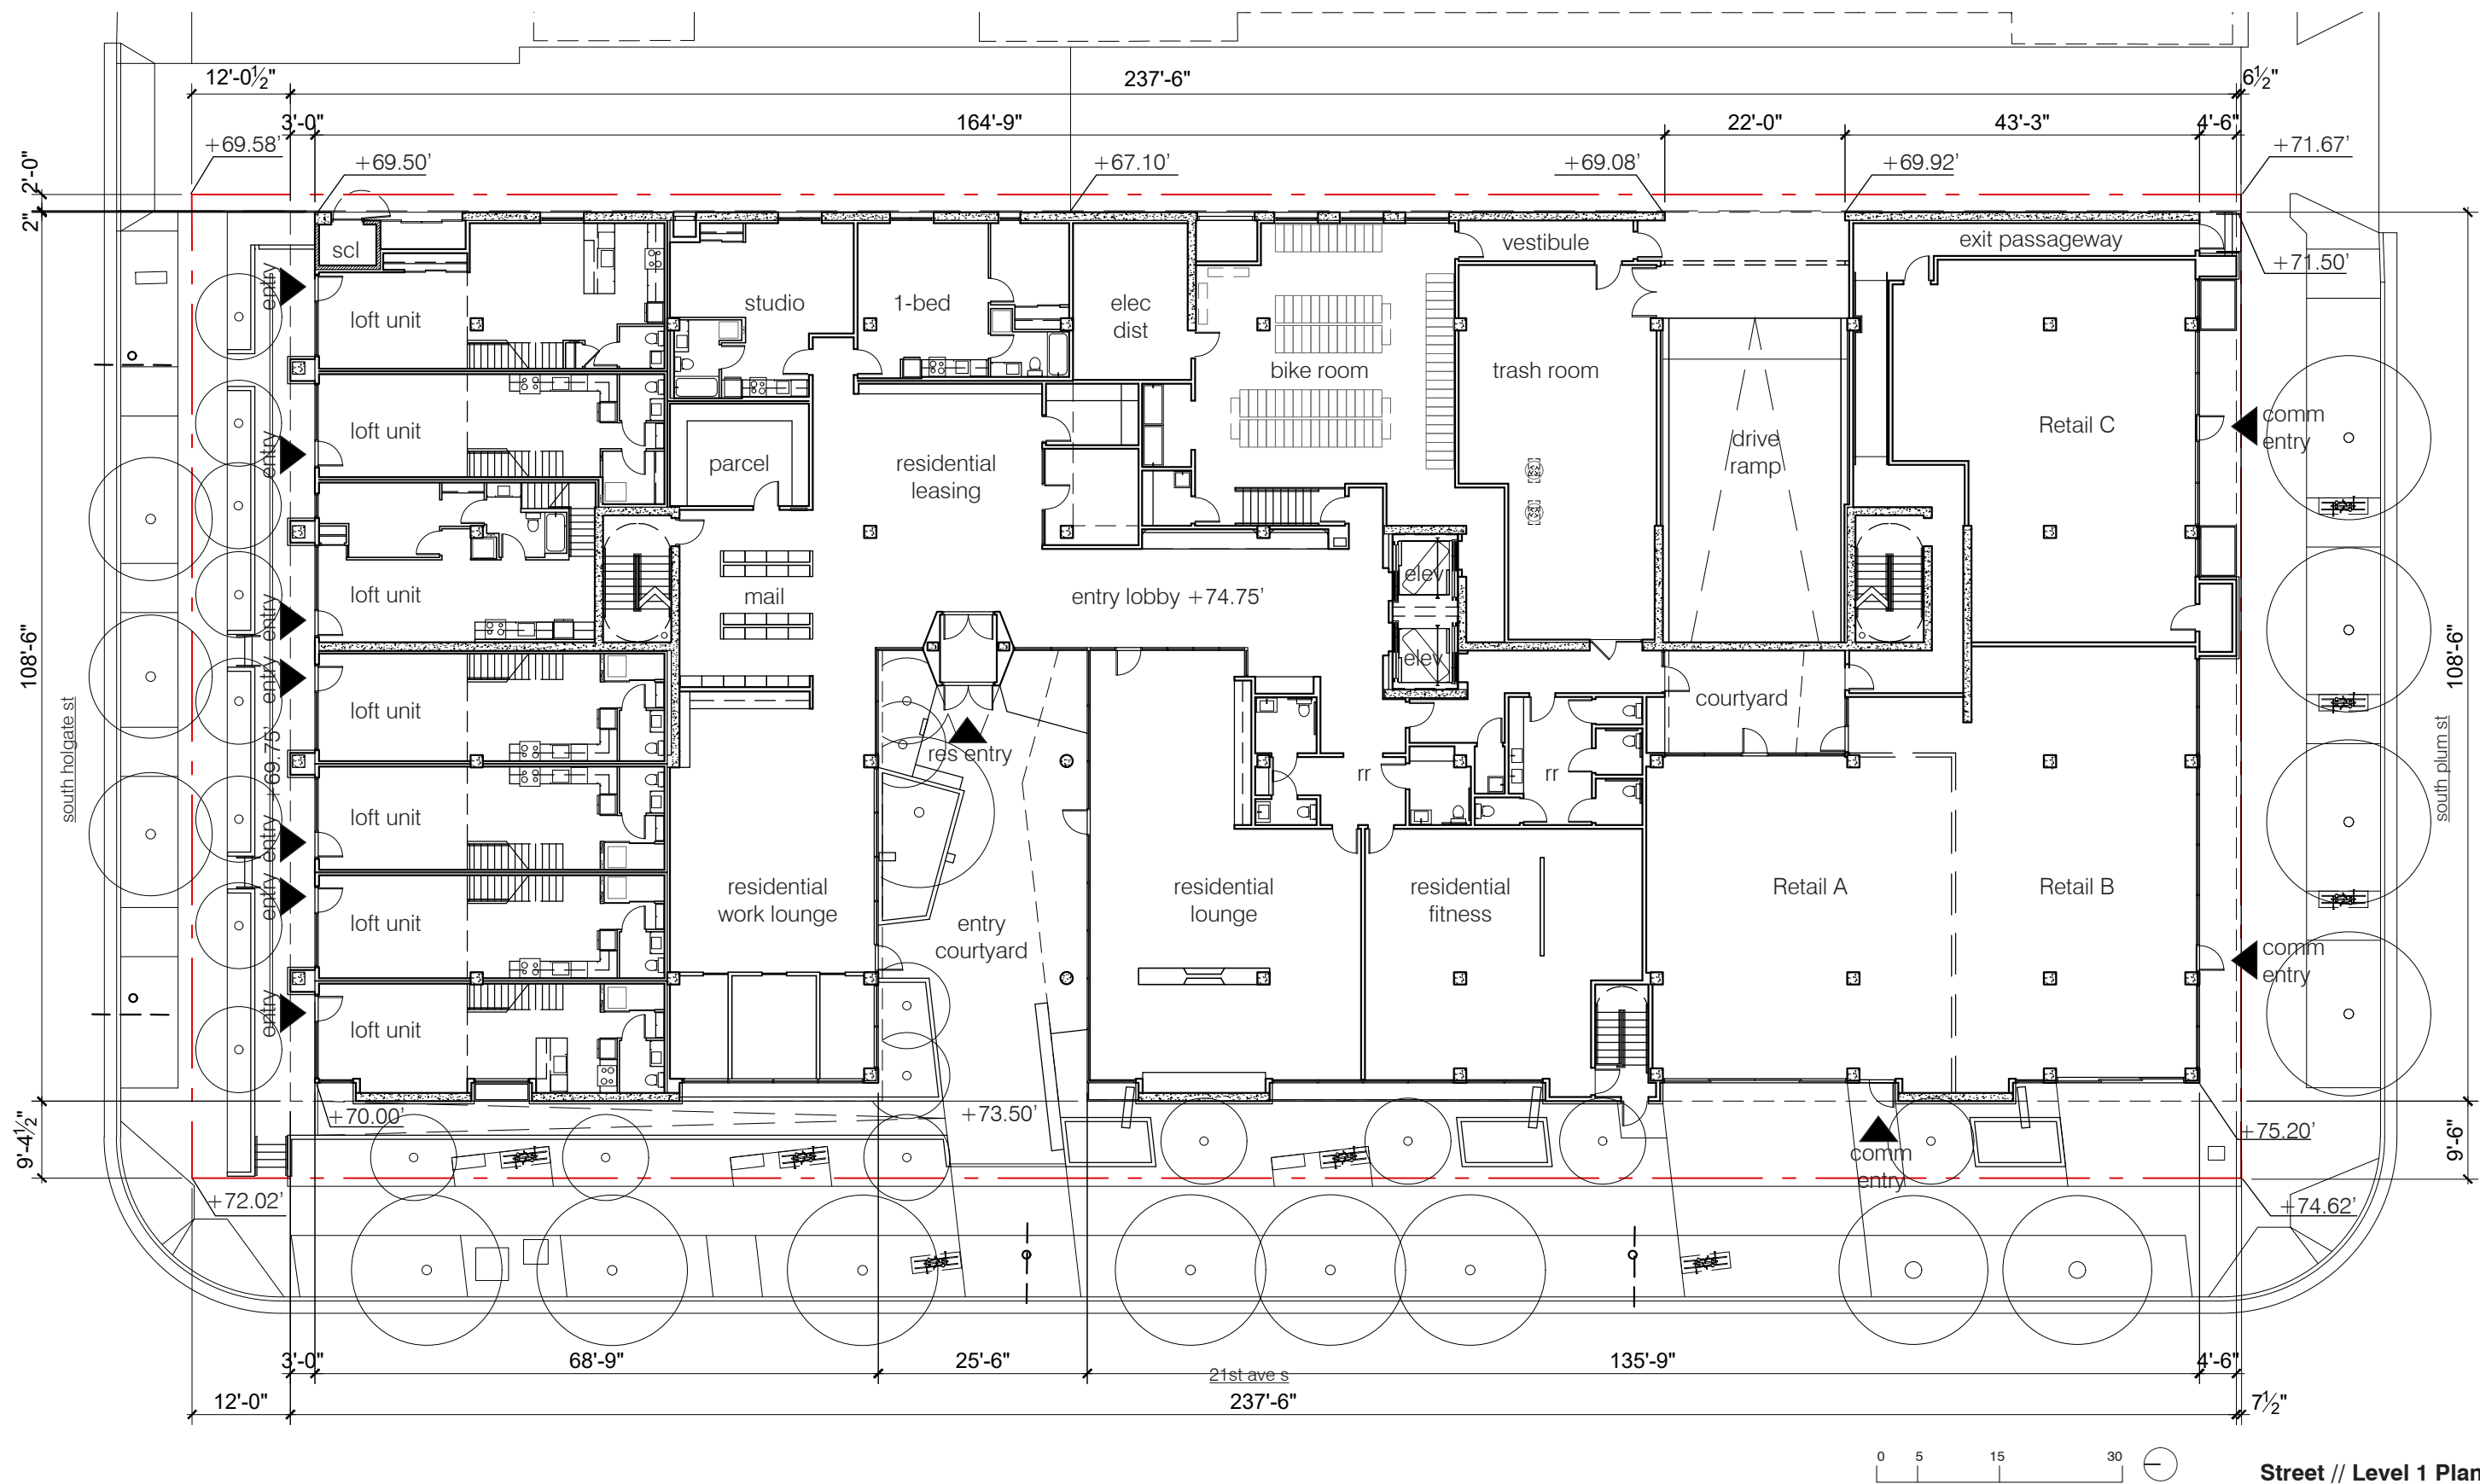 12'-0½"
237'-6"
6½"
3'-0"
164'-9"
22'-0"
43'-3"
4'-6"
+69.58'
+69.50'
+67.10'
+69.08'
+69.92'
+71.67'
2'-0"
2"
scl
vestibule
exit passageway
+71.50'
entry
loft unit
studio
1-bed
elec
dist
bike room
trash room
drive
ramp
Retail C
comm
entry
entry
loft unit
parcel
residential
leasing
entry
loft unit
mail
entry lobby +74.75'
elev
elev
108'-6"
108'-6"
south holgate st
south plum st
entry
loft unit
+69.75'
res entry
courtyard
rr
rr
entry
loft unit
entry
loft unit
residential
work lounge
entry
courtyard
residential
lounge
residential
fitness
Retail A
Retail B
comm
entry
entry
loft unit
+70.00'
+73.50'
comm
entry
+75.20'
9'-4½"
9'-6"
+72.02'
+74.62'
3'-0"
68'-9"
25'-6"
135'-9"
4'-6"
21st ave s
12'-0"
237'-6"
7½"
0 5 15 30
Street // Level 1 Plan